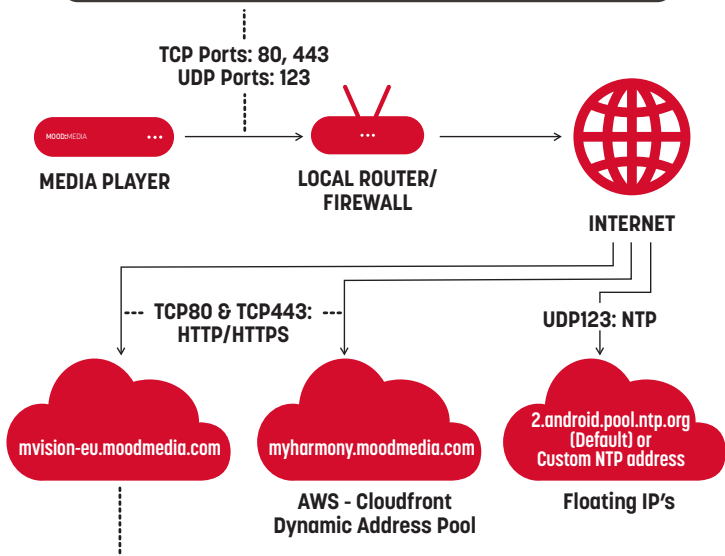 TCP Ports: 80, 443
UDP Ports: 123
MOOD:MEDIA
MEDIA PLAYER
LOCAL ROUTER/
FIREWALL
INTERNET
TCP80 & TCP443:
HTTP/HTTPS
UDP123: NTP
mvision-eu.moodmedia.com
myharmony.moodmedia.com
2.android.pool.ntp.org
(Default) or
Custom NTP address
AWS - Cloudfront
Dynamic Address Pool
Floating IP's